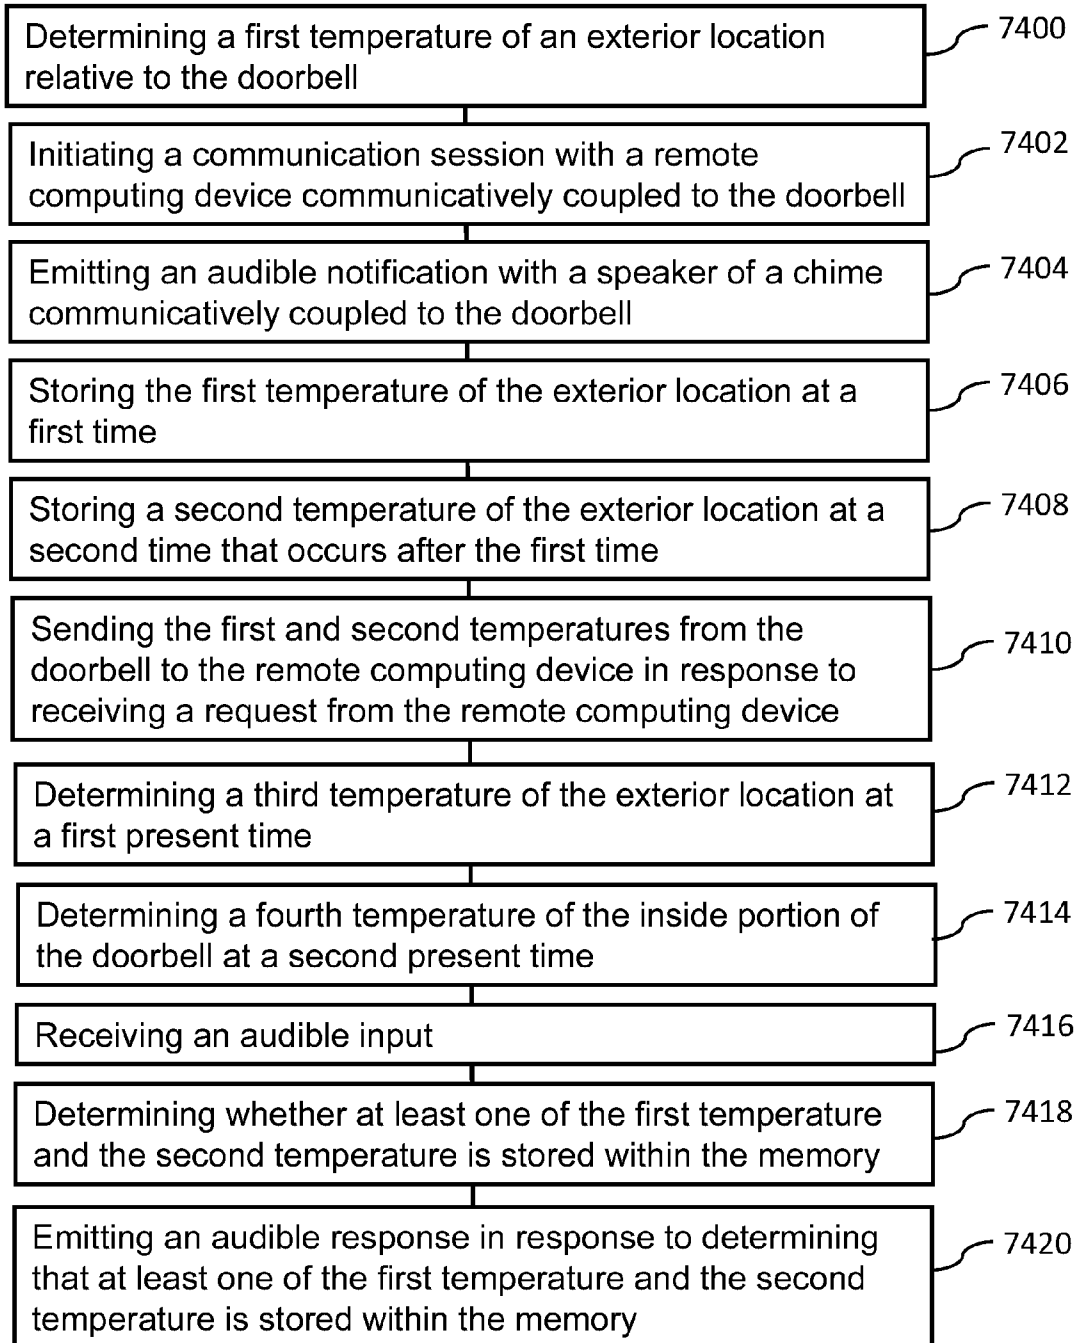 Determining a first temperature of an exterior location
relative to the doorbell
7400
Initiating a communication session with a remote
computing device communicatively coupled to the doorbell
7402
Emitting an audible notification with a speaker of a chime
communicatively coupled to the doorbell
7404
Storing the first temperature of the exterior location at a
first time
7406
Storing a second temperature of the exterior location at a
second time that occurs after the first time
7408
Sending the first and second temperatures from the
doorbell to the remote computing device in response to
receiving a request from the remote computing device
7410
Determining a third temperature of the exterior location at
a first present time
7412
Determining a fourth temperature of the inside portion of
the doorbell at a second present time
7414
Receiving an audible input
7416
Determining whether at least one of the first temperature
and the second temperature is stored within the memory
7418
Emitting an audible response in response to determining
that at least one of the first temperature and the second
temperature is stored within the memory
7420